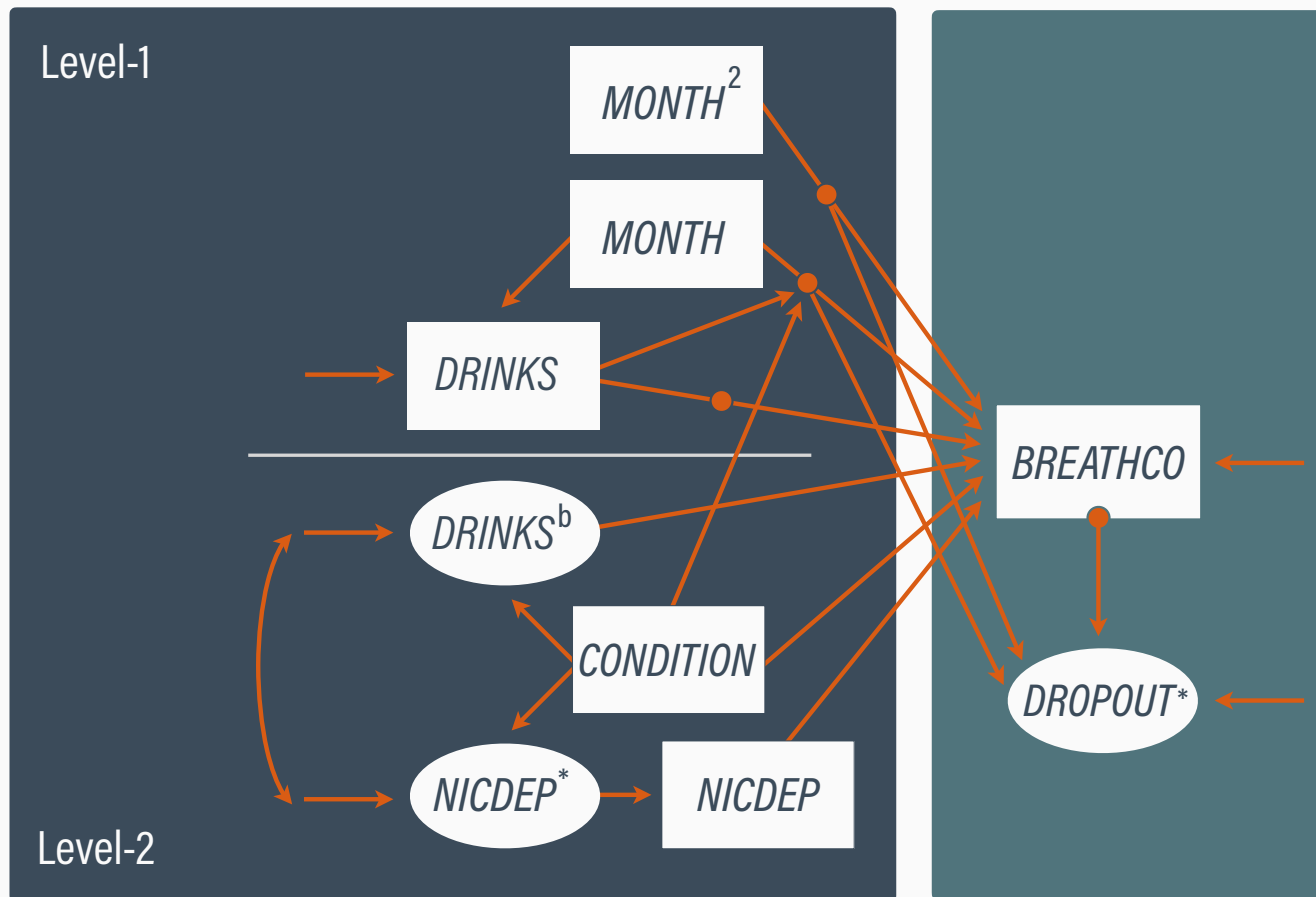 Level-1
MONTH²
MONTH
DRINKS
BREATHCO
DRINKSᵇ
CONDITION
DROPOUT*
NICDEP*
NICDEP
Level-2